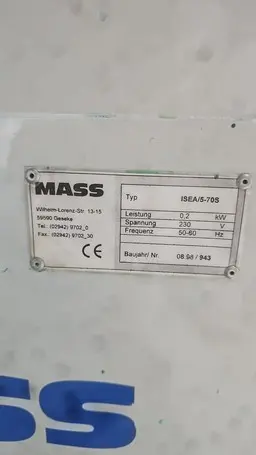 MASS
Wilhelm-Lorenz-Str. 13-15
59590 Geseke
Tel.: (02942) 9702_0
Fax.: (02942) 9702_30
CE
Typ ISEA/5-70S
Leistung 0,2 kW
Spannung 230 V
Frequenz 50-60 Hz
Baujahr/ Nr. 08.98 / 943
SS